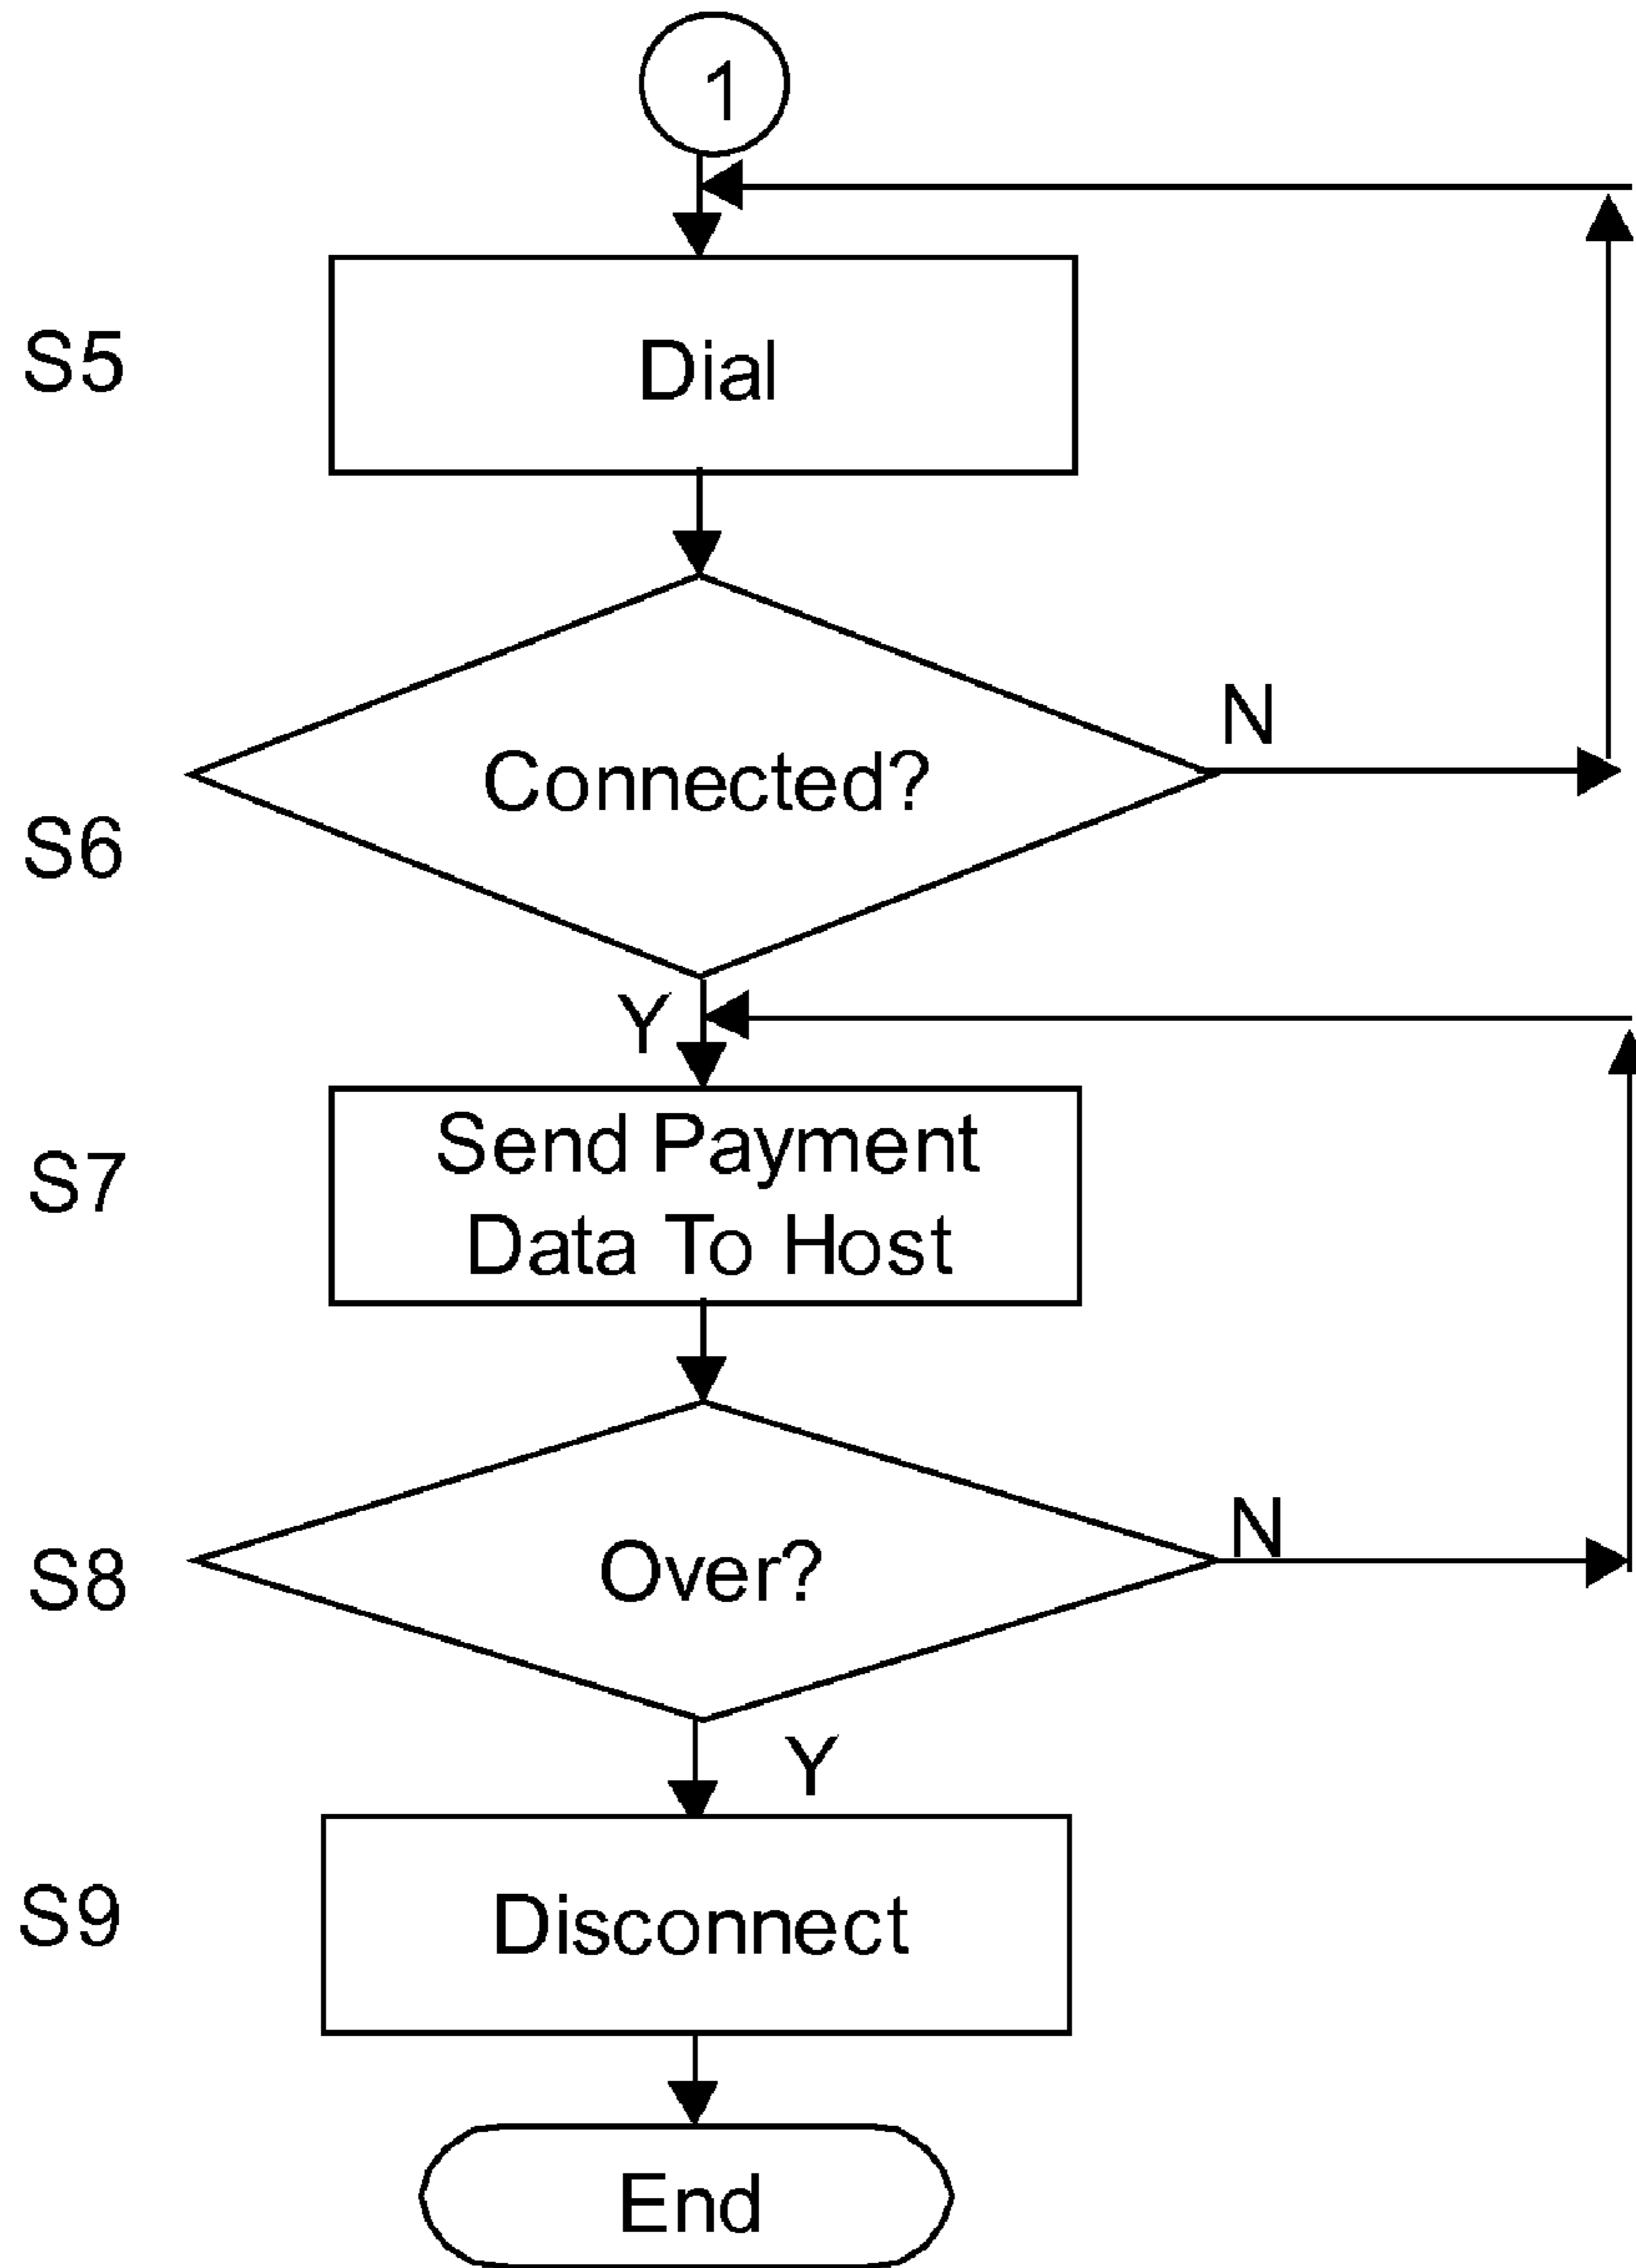 1
S5
Dial
Connected?
N
S6
Y
S7
Send Payment
Data To Host
S8
Over?
N
Y
S9
Disconnect
End